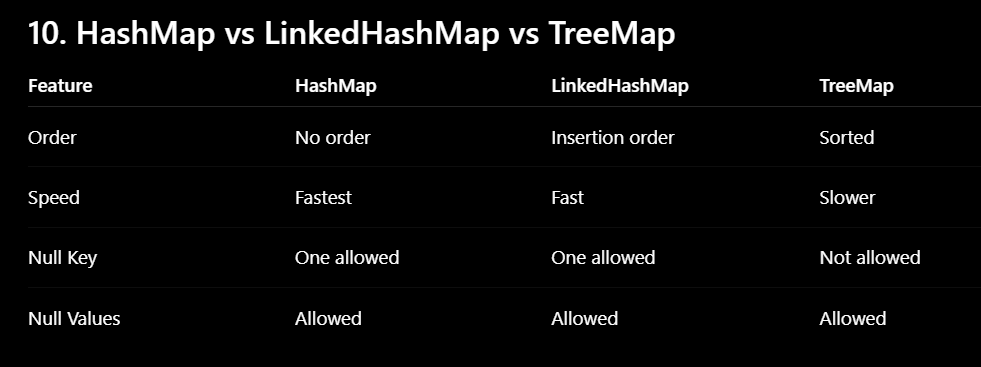 10. HashMap vs LinkedHashMap vs TreeMap
Feature HashMap LinkedHashMap TreeMap
Order No order Insertion order Sorted
Speed Fastest Fast Slower
Null Key One allowed One allowed Not allowed
Null Values Allowed Allowed Allowed